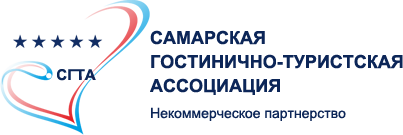 СГТА
САМАРСКАЯ
ГОСТИНИЧНО-ТУРИСТСКАЯ
АССОЦИАЦИЯ
Некоммерческое партнерство